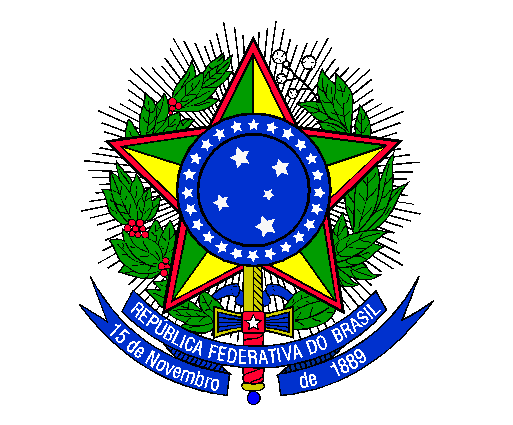 REPÚBLICA FEDERATIVA DO BRASIL
15 de Novembro de 1889